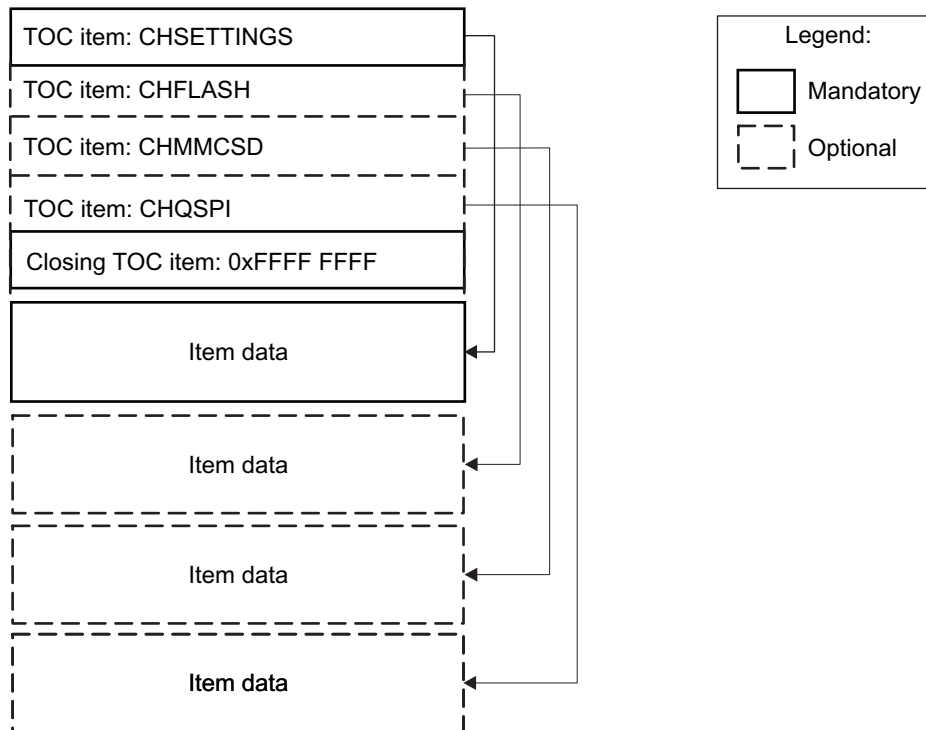 TOC item: CHSETTINGS
TOC item: CHFLASH
TOC item: CHMMCSD
TOC item: CHQSPI
Closing TOC item: 0xFFFF FFFF
Item data
Item data
Item data
Item data
Legend:
Mandatory
Optional